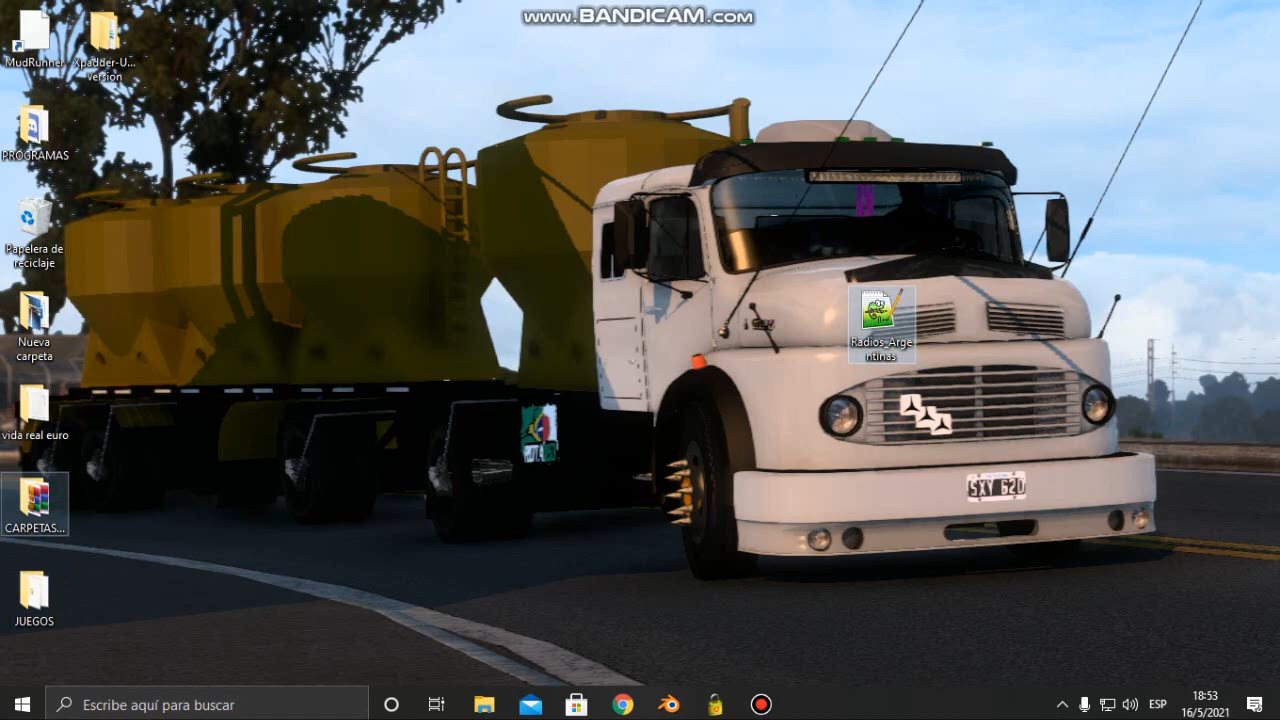 www.BANDICAM.com
MudRunner
Xpadder-U...
version
PROGRAMAS
Papelera de
reciclaje
Nueva
carpeta
vida real euro
CARPETAS...
JUEGOS
Radios_Arge
ntinas
SXY 620
Escribe aquí para buscar
ESP
18:53
16/5/2021